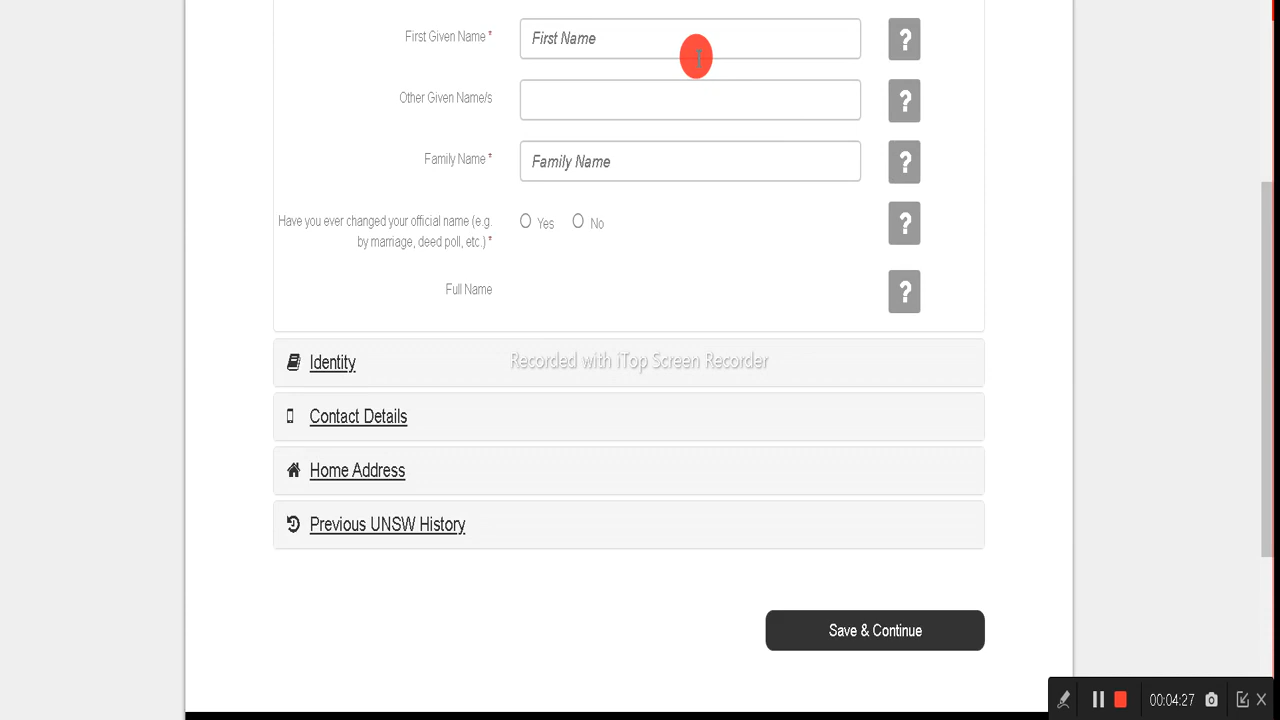 First Given Name *
First Name
?
Other Given Name/s
?
Family Name *
Family Name
?
Have you ever changed your official name (e.g.
by marriage, deed poll, etc.) *
Yes
No
?
Full Name
?
Identity
Recorded with iTop Screen Recorder
Contact Details
Home Address
Previous UNSW History
Save & Continue
00:04:27